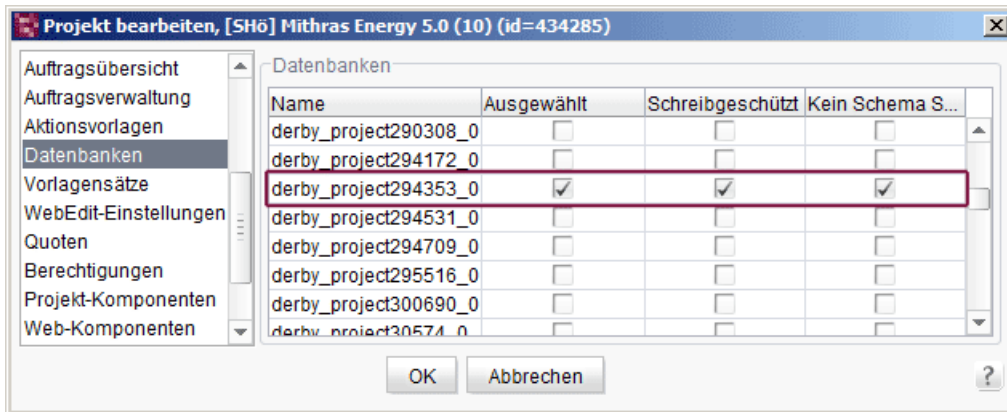 Projekt bearbeiten, [SHö] Mithras Energy 5.0 (10) (id=434285)
Auftragsübersicht
Auftragsverwaltung
Aktionsvorlagen
Datenbanken
Vorlagensätze
WebEdit-Einstellungen
Quoten
Berechtigungen
Projekt-Komponenten
Web-Komponenten
Datenbanken
Name Ausgewählt Schreibgeschützt Kein Schema S...
derby_project290308_0
derby_project294172_0
derby_project294353_0
derby_project294531_0
derby_project294709_0
derby_project295516_0
derby_project300690_0
derby_project30574_0
OK Abbrechen ?